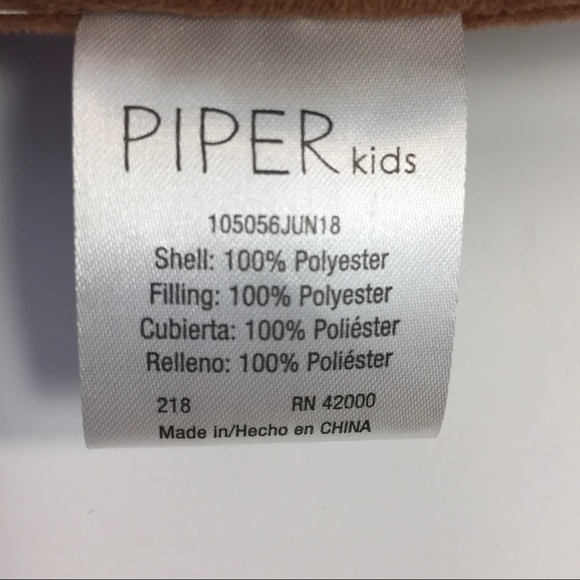 PIPER kids
105056JUN18
Shell: 100% Polyester
Filling: 100% Polyester
Cubierta: 100% Poliéster
Relleno: 100% Poliéster
218 RN 42000
Made in/Hecho en CHINA